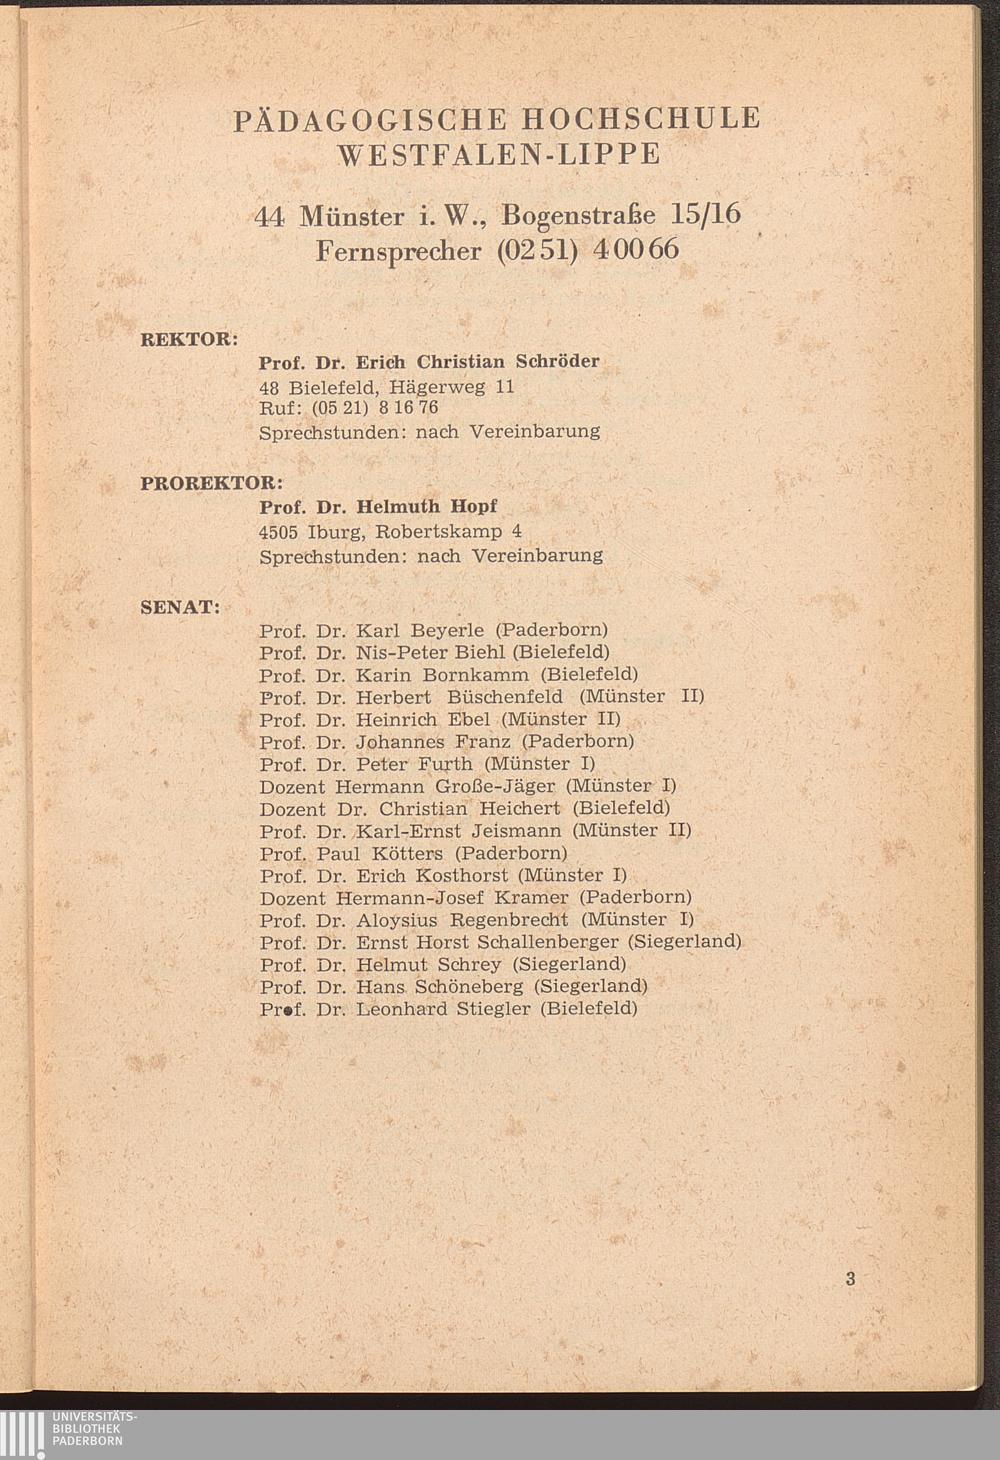 PÄDAGOGISCHE HOCHSCHULE
WESTFALEN-LIPPE
44 Münster i. W., Bogenstraße 15/16
Fernsprecher (02 51) 4 00 66
REKTOR:
Prof. Dr. Erich Christian Schröder
48 Bielefeld, Hägerweg 11
Ruf: (05 21) 8 16 76
Sprechstunden: nach Vereinbarung
PROREKTOR:
Prof. Dr. Helmuth Hopf
4505 Iburg, Robertskamp 4
Sprechstunden: nach Vereinbarung
SENAT:
Prof. Dr. Karl Beyerle (Paderborn)
Prof. Dr. Nis-Peter Biehl (Bielefeld)
Prof. Dr. Karin Bornkamm (Bielefeld)
Prof. Dr. Herbert Büschenfeld (Münster II)
Prof. Dr. Heinrich Ebel (Münster II)
Prof. Dr. Johannes Franz (Paderborn)
Prof. Dr. Peter Furth (Münster I)
Dozent Hermann Große-Jäger (Münster I)
Dozent Dr. Christian Heichert (Bielefeld)
Prof. Dr. Karl-Ernst Jeismann (Münster II)
Prof. Paul Kötters (Paderborn)
Prof. Dr. Erich Kosthorst (Münster I)
Dozent Hermann-Josef Kramer (Paderborn)
Prof. Dr. Aloysius Regenbrecht (Münster I)
Prof. Dr. Ernst Horst Schallenberger (Siegerland)
Prof. Dr. Helmut Schrey (Siegerland)
Prof. Dr. Hans Schöneberg (Siegerland)
Prof. Dr. Leonhard Stiegler (Bielefeld)
3
UNIVERSITÄTS-
BIBLIOTHEK
PADERBORN